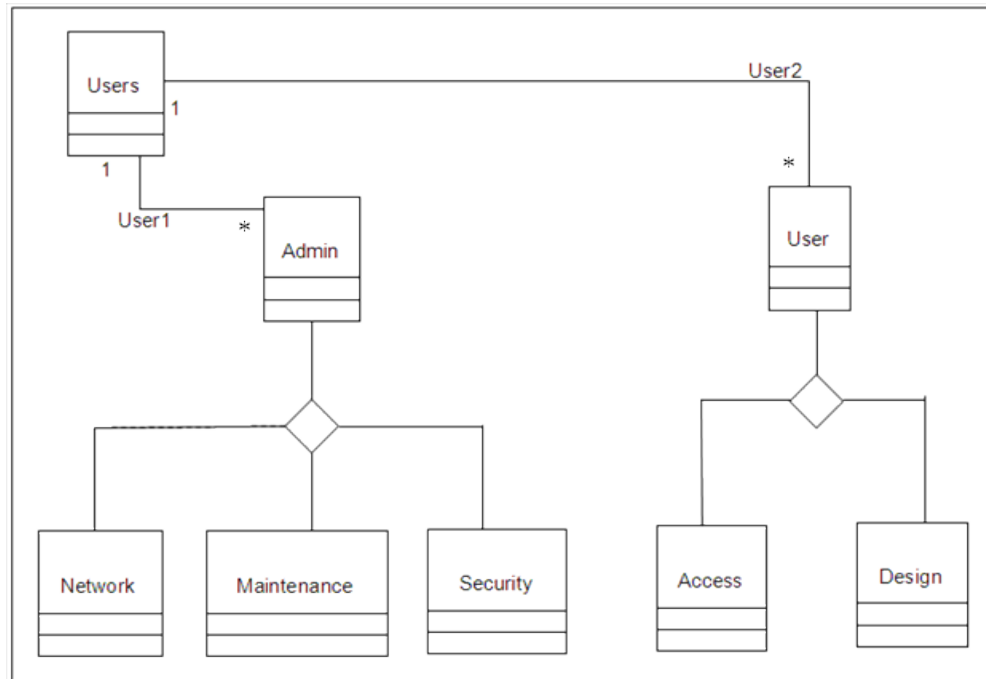 Users
1
User2
1
*
User1
*
Admin
User
Network
Maintenance
Security
Access
Design